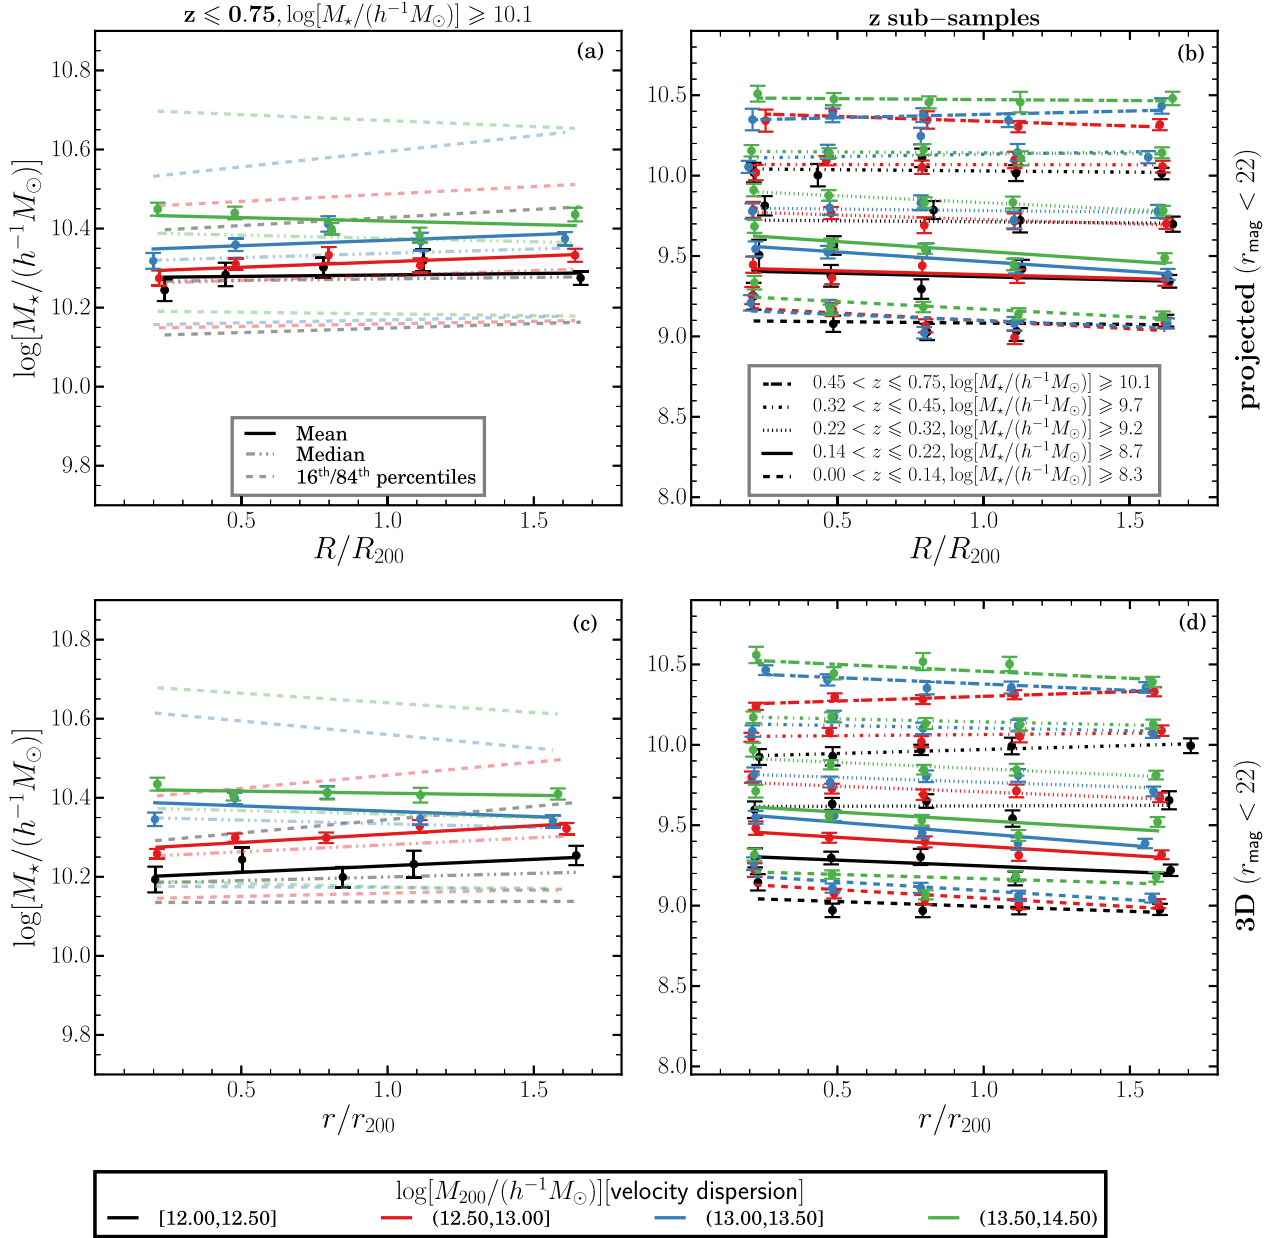 z ⩽ 0.75, log[M⋆/(h⁻¹M⊙)] ⩾ 10.1
z sub−samples
(a)
10.8
10.6
10.4
10.2
10.0
9.8
log[M⋆/(h⁻¹M⊙)]
Mean
Median
16th/84th percentiles
0.5
1.0
1.5
R/R200
(b)
10.5
10.0
9.5
9.0
8.5
8.0
0.45 < z ⩽ 0.75, log[M⋆/(h⁻¹M⊙)] ⩾ 10.1
0.32 < z ⩽ 0.45, log[M⋆/(h⁻¹M⊙)] ⩾ 9.7
0.22 < z ⩽ 0.32, log[M⋆/(h⁻¹M⊙)] ⩾ 9.2
0.14 < z ⩽ 0.22, log[M⋆/(h⁻¹M⊙)] ⩾ 8.7
0.00 < z ⩽ 0.14, log[M⋆/(h⁻¹M⊙)] ⩾ 8.3
0.5
1.0
1.5
R/R200
projected (rmag < 22)
(c)
10.8
10.6
10.4
10.2
10.0
9.8
log[M⋆/(h⁻¹M⊙)]
0.5
1.0
1.5
r/r200
(d)
10.5
10.0
9.5
9.0
8.5
8.0
0.5
1.0
1.5
r/r200
3D (rmag < 22)
log[M200/(h⁻¹M⊙)][velocity dispersion]
[12.00,12.50]
(12.50,13.00]
(13.00,13.50]
(13.50,14.50)